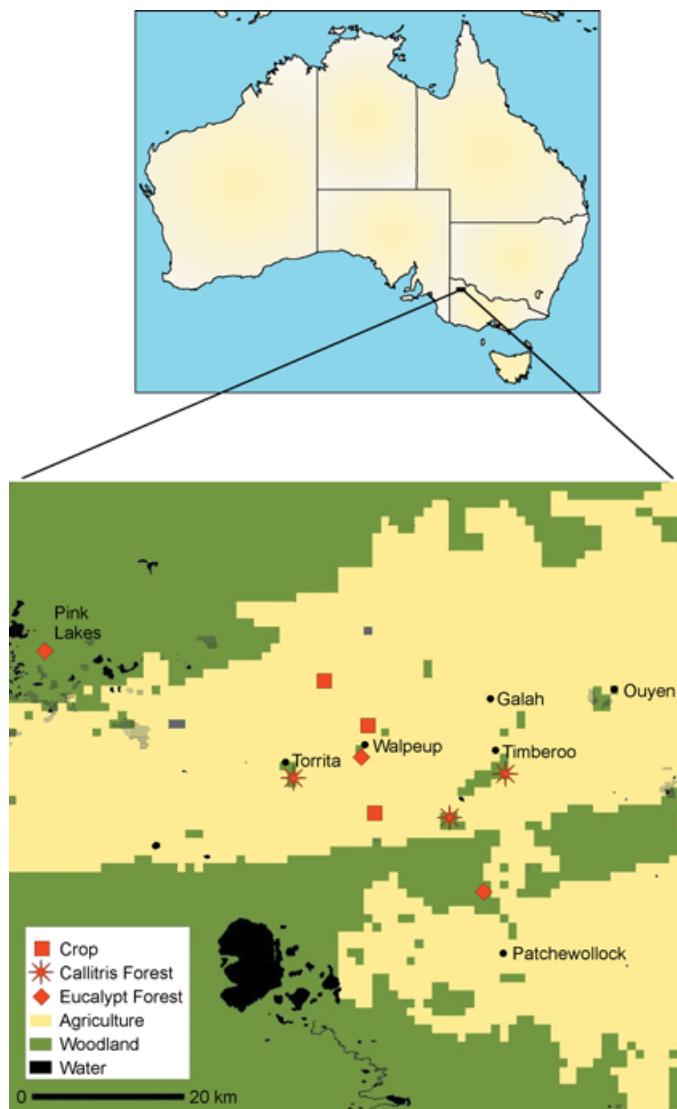 Pink
Lakes
Galah
Ouyen
Walpeup
Timberoo
Torrita
Patchewollock
Crop
Callitris Forest
Eucalypt Forest
Agriculture
Woodland
Water
0 20 km